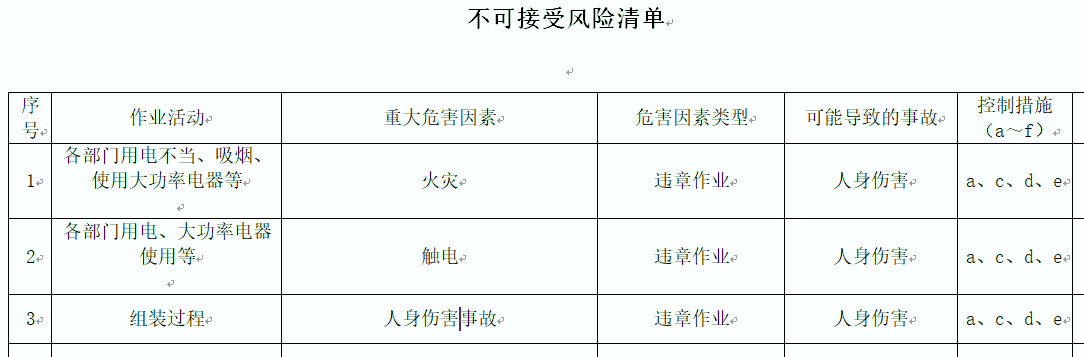 不可接受风险清单
序号
作业活动
重大危害因素
危害因素类型
可能导致的事故
控制措施
（a～f）
1
各部门用电不当、吸烟、
使用大功率电器等
火灾
违章作业
人身伤害
a、c、d、e
2
各部门用电、大功率电器
使用等
触电
违章作业
人身伤害
a、c、d、e
3
组装过程
人身伤害事故
违章作业
人身伤害
a、c、d、e